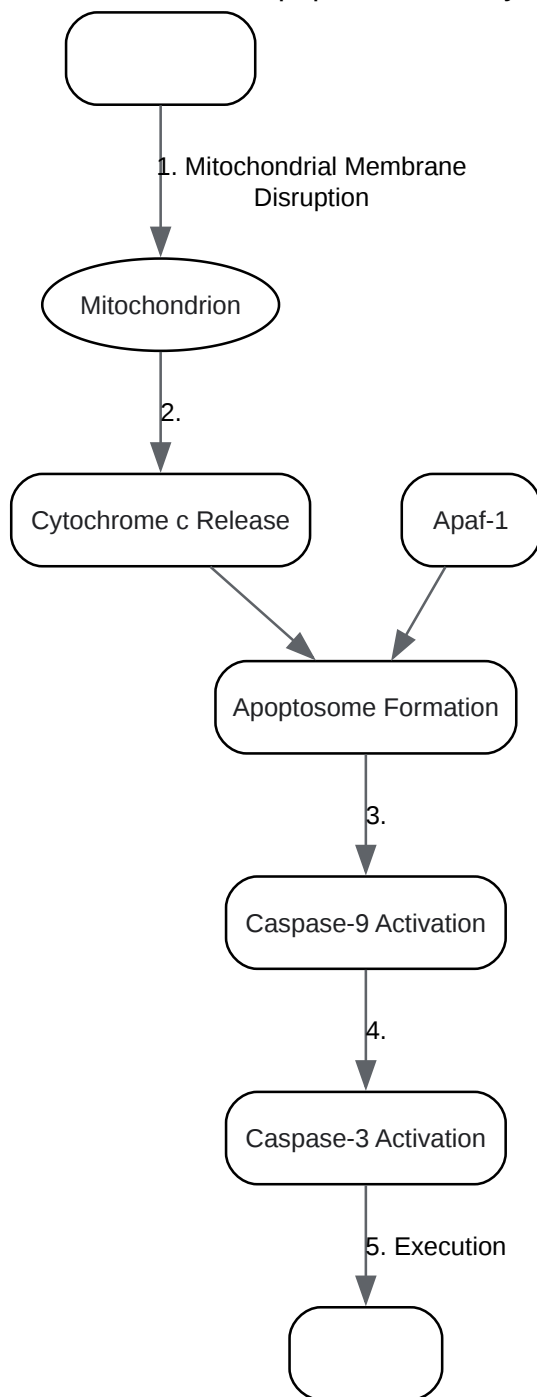 1. Mitochondrial Membrane
Disruption
Mitochondrion
2.
Cytochrome c Release
Apaf-1
Apoptosome Formation
3.
Caspase-9 Activation
4.
Caspase-3 Activation
5. Execution